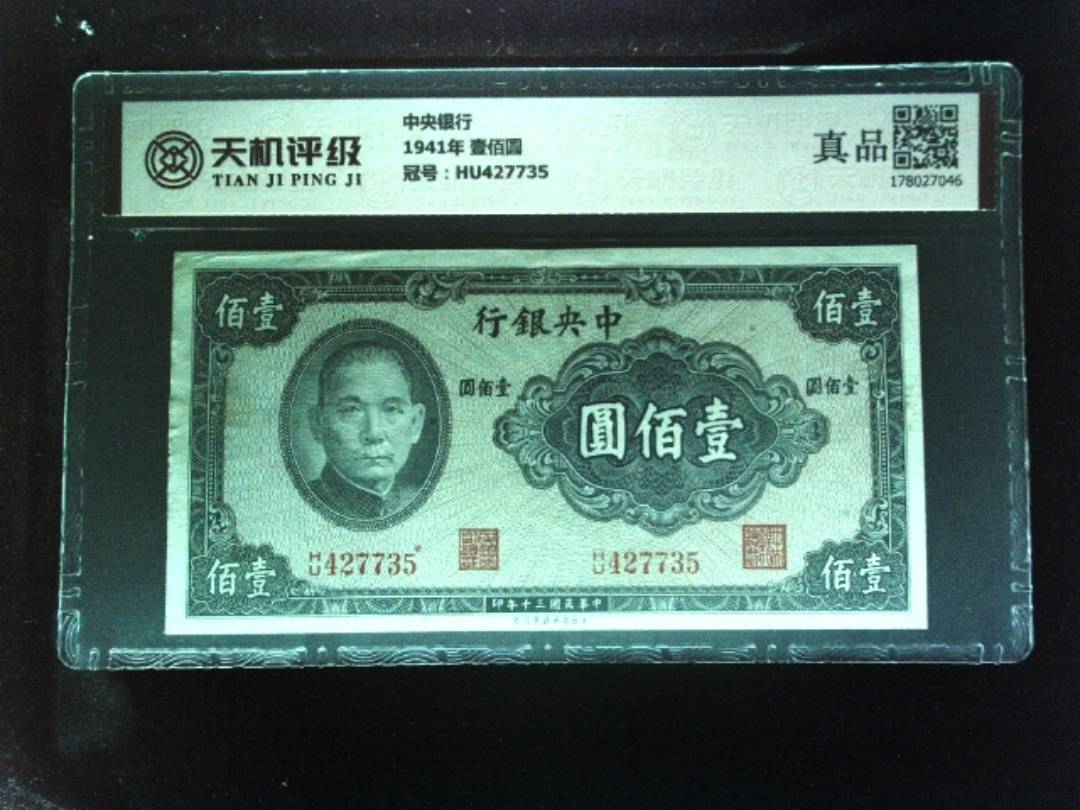 天机评级
TIAN JI PING JI
中央银行
1941年 壹佰圆
冠号：HU427735
真品
178027046
佰壹
行銀央中
佰壹
圓佰壹
圓佰壹
圓佰壹
HU427735
HU427735
佰壹
佰壹
印年十三國民華中